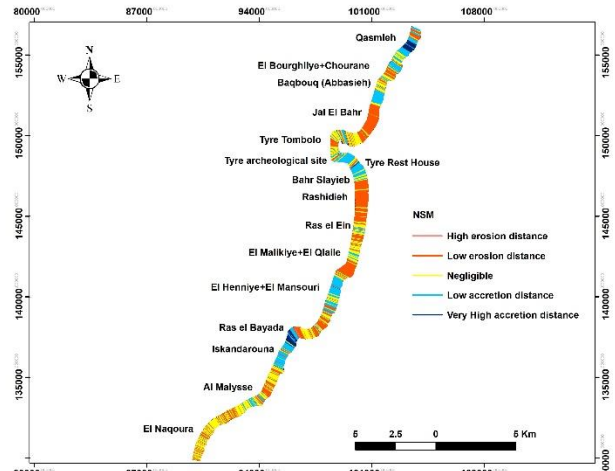 80000 87000 94000 101000 108000
N
W E
S
Qasmieh
El Bourghliye+Chourane
Baqbouq (Abbasieh)
Jal El Bahr
Tyre Tombolo
Tyre archeological site
Tyre Rest House
Bahr Slayieb
Rashidieh
Ras el Ein
El Malikiye+El Qlaile
El Henniye+El Mansouri
Ras el Bayada
Iskandarouna
Al Malysse
El Naqoura
NSM
High erosion distance
Low erosion distance
Negligible
Low accretion distance
Very High accretion distance
155000 155000
150000 150000
145000 145000
140000 140000
135000 135000
5 2.5 0 5 Km